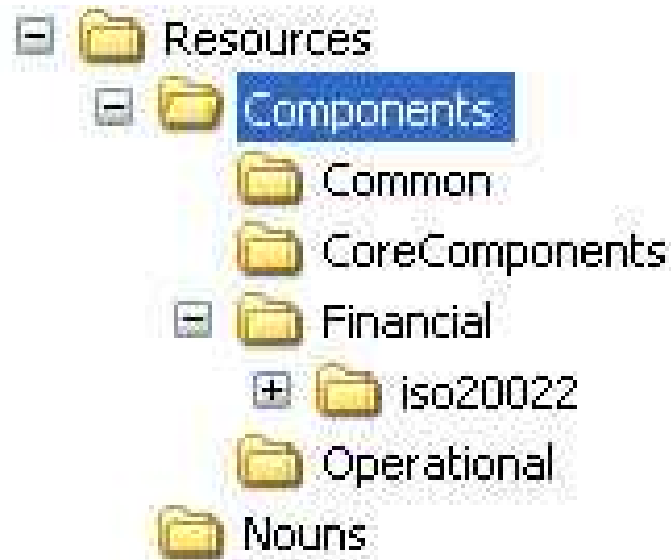 Resources
Components
Common
CoreComponents
Financial
iso20022
Operational
Nouns